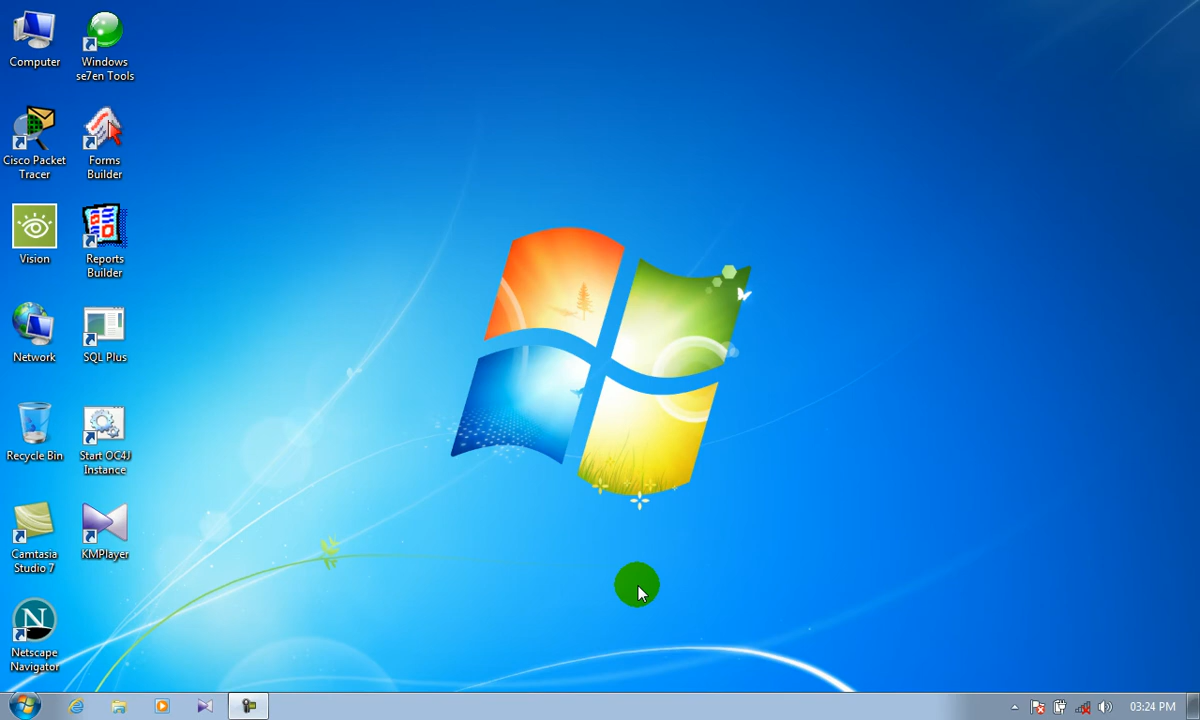 Computer
Windows
se7en Tools
Cisco Packet
Tracer
Forms
Builder
Vision
Reports
Builder
Network
SQL Plus
Recycle Bin
Start OC4J
Instance
Camtasia
Studio 7
KMPlayer
N
Netscape
Navigator
03:24 PM